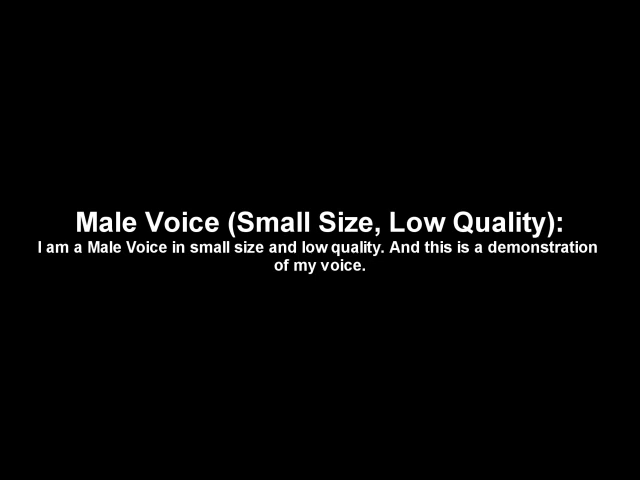 Male Voice (Small Size, Low Quality):
I am a Male Voice in small size and low quality. And this is a demonstration
of my voice.